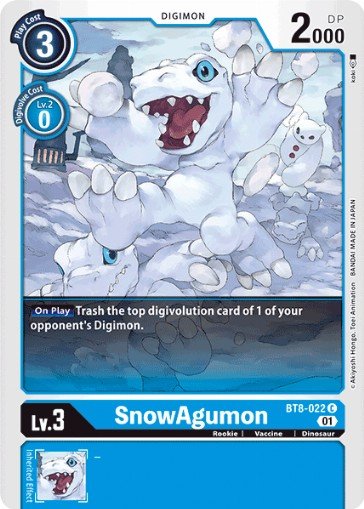 Play Cost
3
DIGIMON
2000
DP
koki
Digivolve Cost
Lv.2
0
On Play Trash the top digivolution card of 1 of your
opponent's Digimon.
© Akiyoshi Hongo, Toei Animation BANDAI MADE IN JAPAN
Lv.3
SnowAgumon
BT8-022 C
01
Rookie | Vaccine | Dinosaur
Inherited Effect
–